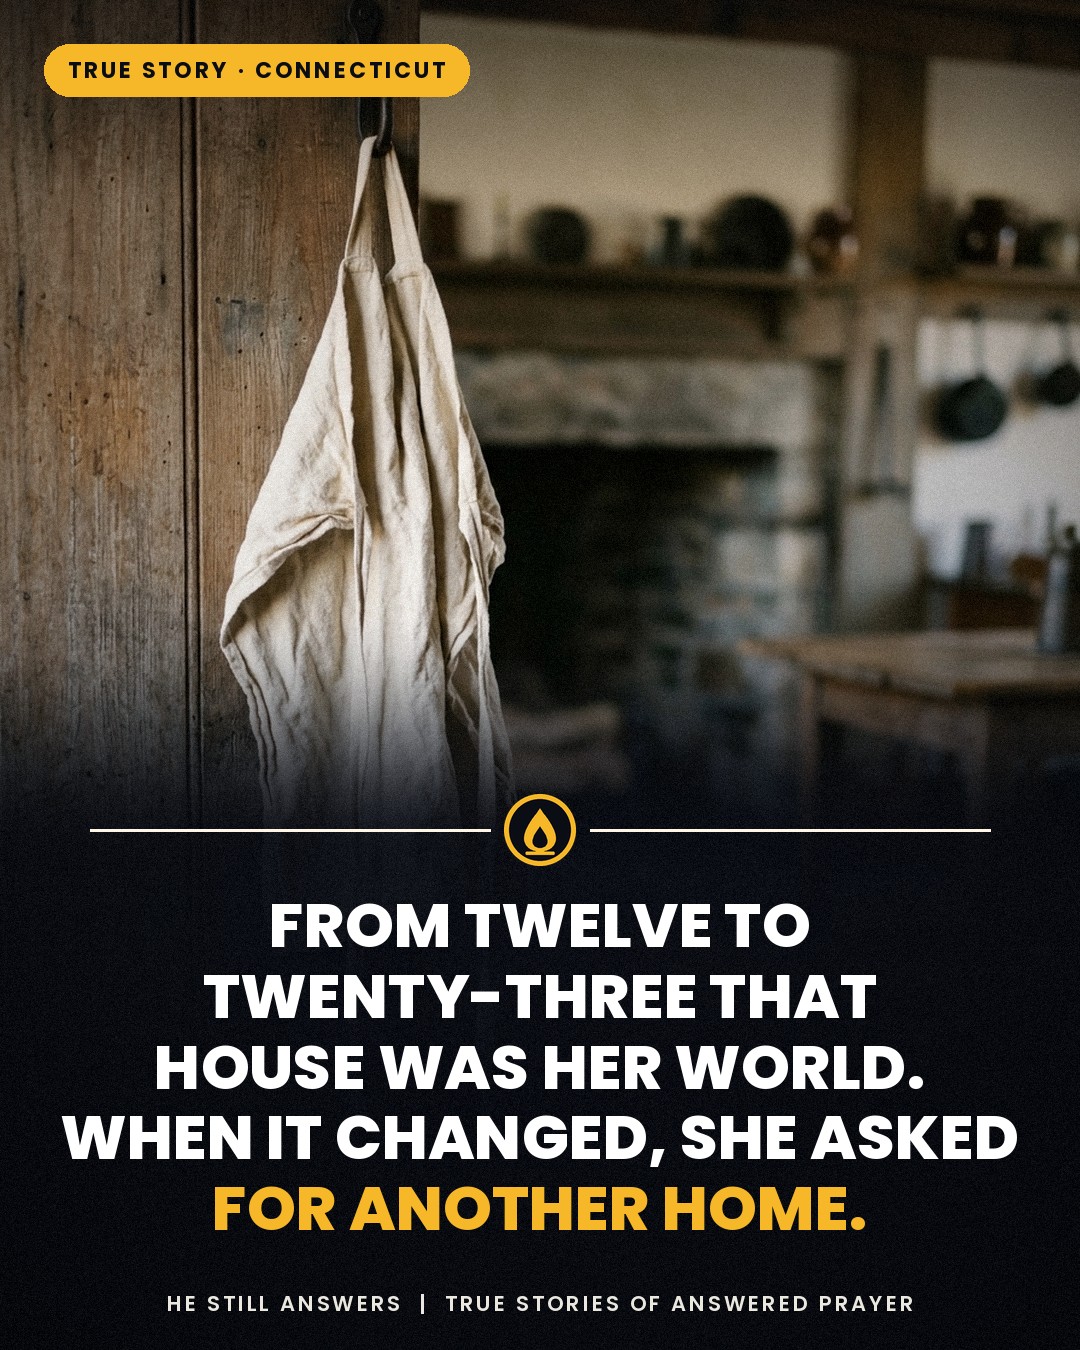 TRUE STORY · CONNECTICUT
FROM TWELVE TO
TWENTY-THREE THAT
HOUSE WAS HER WORLD.
WHEN IT CHANGED, SHE ASKED
FOR ANOTHER HOME.
HE STILL ANSWERS | TRUE STORIES OF ANSWERED PRAYER